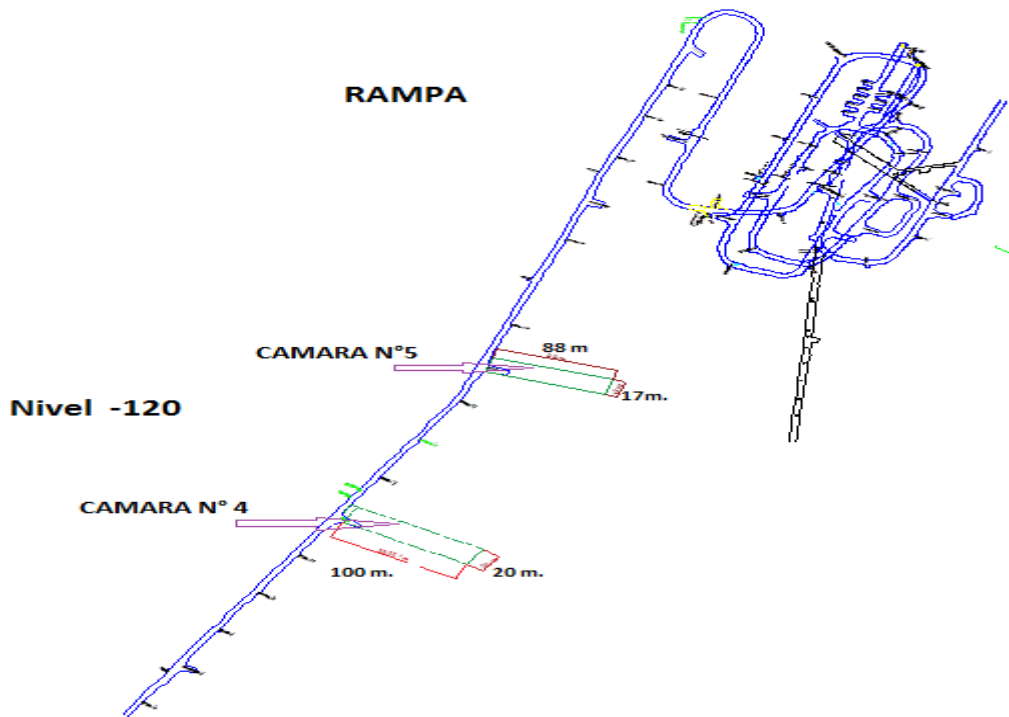 RAMPA
88 m
CAMARA N°5
17m.
Nivel -120
CAMARA N° 4
100 m.
20 m.